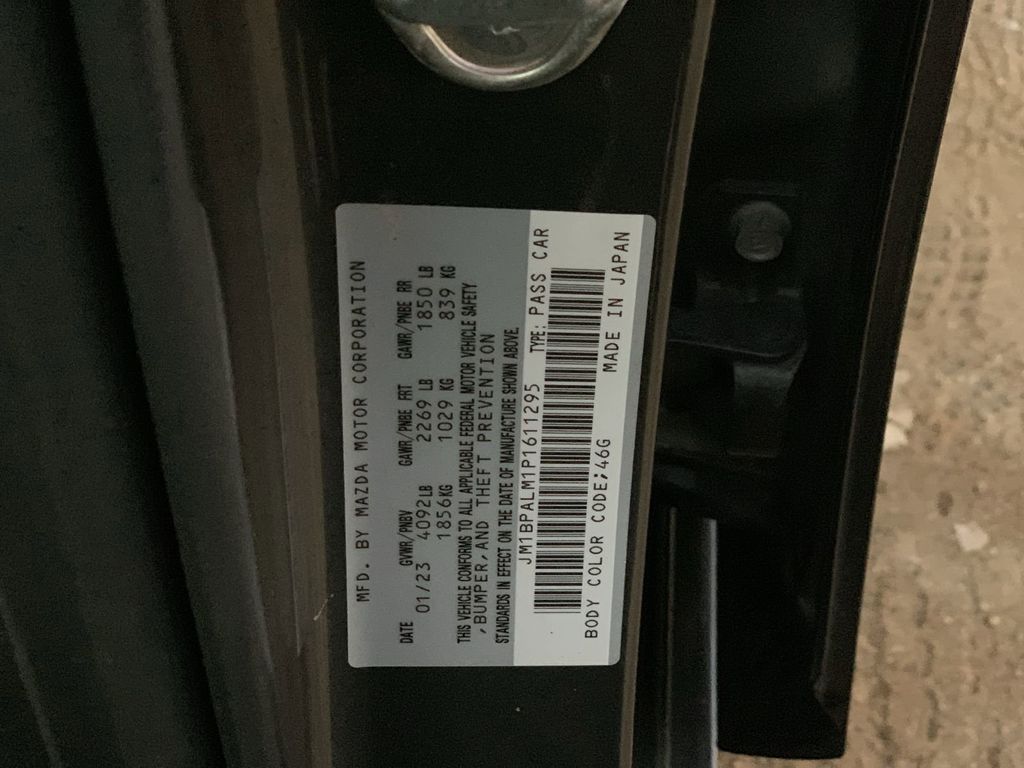 MFD. BY MAZDA MOTOR CORPORATION
DATE GVWR/PNBV GAWR/PNBE FRT GAWR/PNBE RR
01/23 4092LB 2269 LB 1850 LB
1856KG 1029 KG 839 KG
THIS VEHICLE CONFORMS TO ALL APPLICABLE FEDERAL MOTOR VEHICLE SAFETY
,BUMPER,AND THEFT PREVENTION
STANDARDS IN EFFECT ON THE DATE OF MANUFACTURE SHOWN ABOVE.
JM1BPALM1P1611295 TYPE: PASS CAR
BODY COLOR CODE;46G MADE IN JAPAN